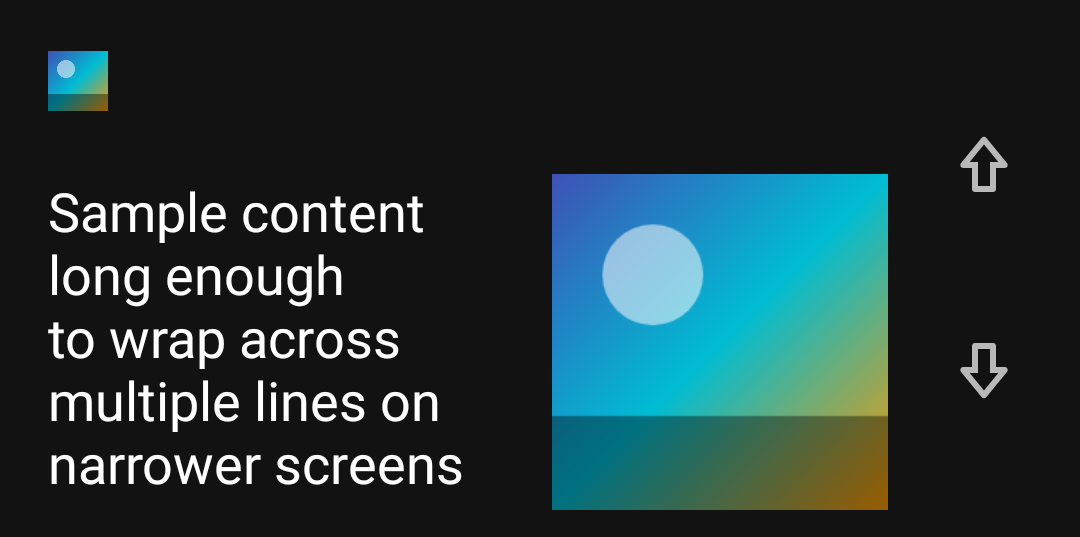 Sample content
long enough
to wrap across
multiple lines on
narrower screens